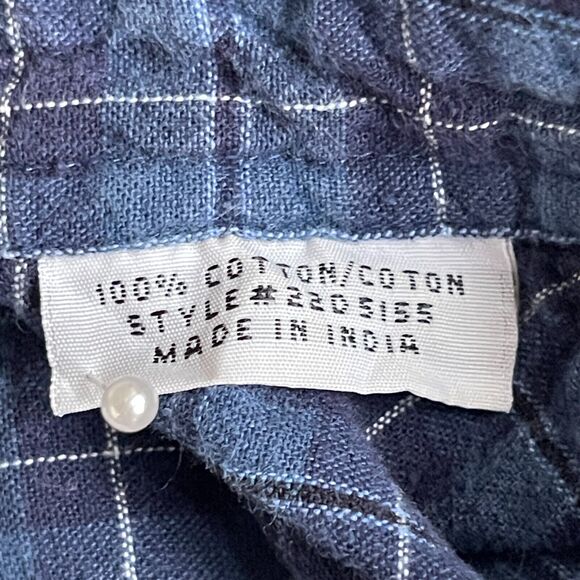 100% COTTON/COTON
STYLE# 2205155
MADE IN INDIA